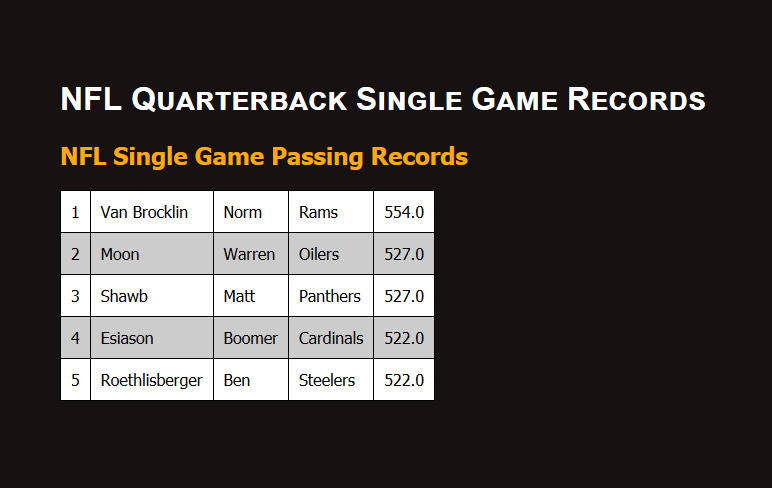 NFL Quarterback Single Game Records
NFL Single Game Passing Records
1 Van Brocklin Norm Rams 554.0
2 Moon Warren Oilers 527.0
3 Shawb Matt Panthers 527.0
4 Esiason Boomer Cardinals 522.0
5 Roethlisberger Ben Steelers 522.0